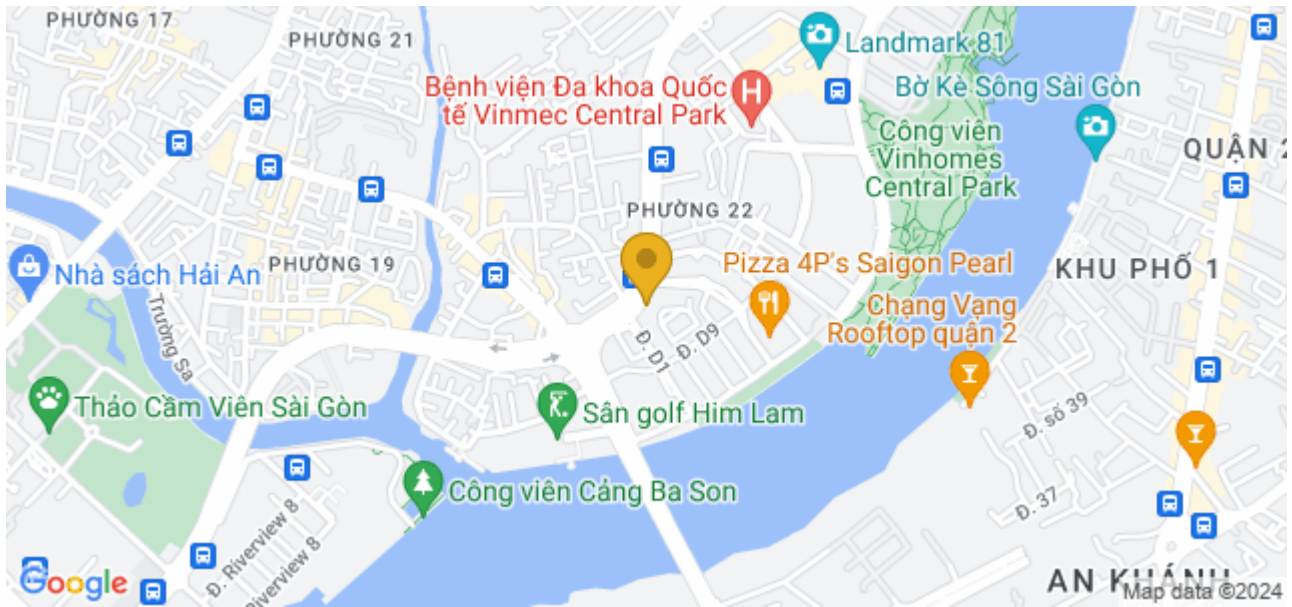 PHƯỜNG 17
PHƯỜNG 21
Landmark 81
Bệnh viện Đa khoa Quốc
tế Vinmec Central Park
Bờ Kè Sông Sài Gòn
Công viên
Vinhomes
Central Park
QUẬN 2
PHƯỜNG 22
PHƯỜNG 19
Nhà sách Hải An
Pizza 4P's Saigon Pearl
KHU PHỐ 1
Trường Sa
Chạng Vạng
Rooftop quận 2
Đ. D1
Đ. D9
Thảo Cầm Viên Sài Gòn
Sân golf Him Lam
Đ. số 39
Công viên Cảng Ba Son
Đ. 37
Đ. Riverview 8
Riverview 8
AN KHÁNH
Google
Map data ©2024